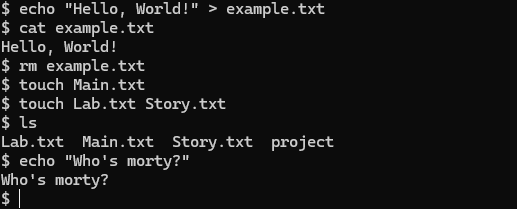 $ echo "Hello, World!" > example.txt
$ cat example.txt
Hello, World!
$ rm example.txt
$ touch Main.txt
$ touch Lab.txt Story.txt
$ ls
Lab.txt  Main.txt  Story.txt  project
$ echo "Who's morty?"
Who's morty?
$